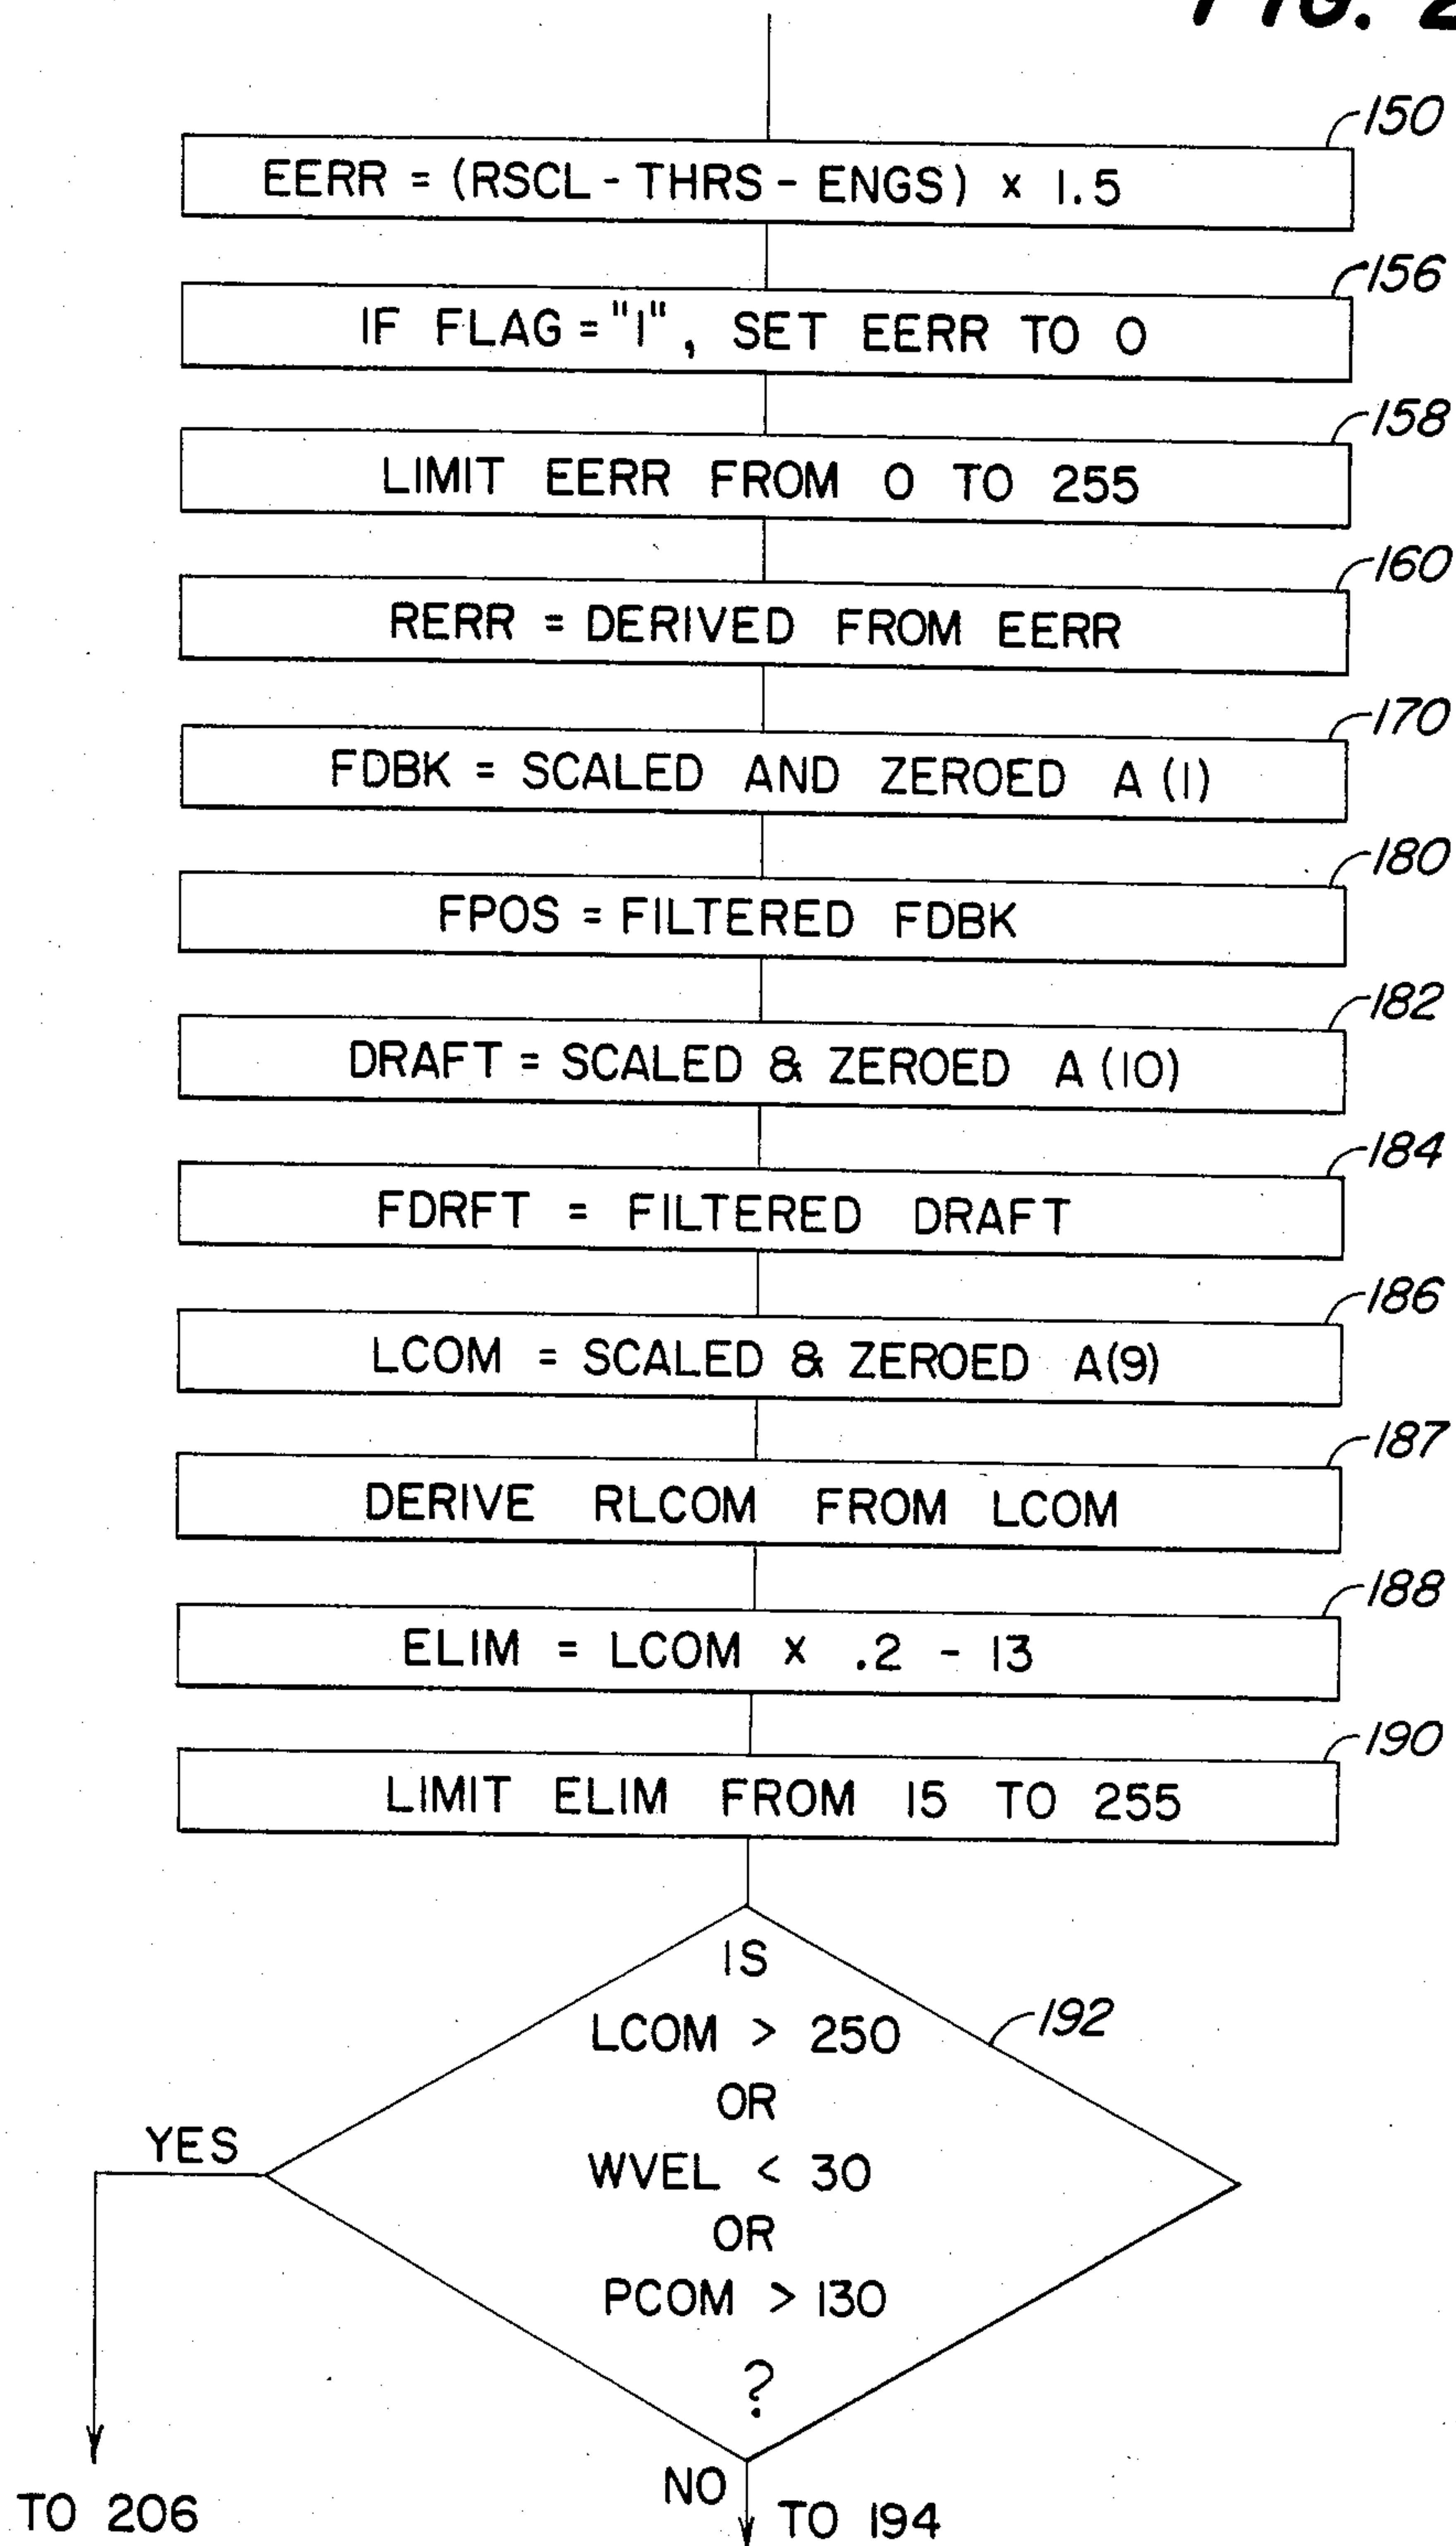 FIG. 2
150
EERR = (RSCL - THRS - ENGS) × 1.5
156
IF FLAG = "1", SET EERR TO 0
158
LIMIT EERR FROM 0 TO 255
160
RERR = DERIVED FROM EERR
170
FDBK = SCALED AND ZEROED A (1)
180
FPOS = FILTERED FDBK
182
DRAFT = SCALED & ZEROED A (10)
184
FDRFT = FILTERED DRAFT
186
LCOM = SCALED & ZEROED A(9)
187
DERIVE RLCOM FROM LCOM
188
ELIM = LCOM × .2 - 13
190
LIMIT ELIM FROM 15 TO 255
IS
LCOM > 250
192
OR
YES
WVEL < 30
OR
PCOM > 130
?
NO
TO 206
TO 194